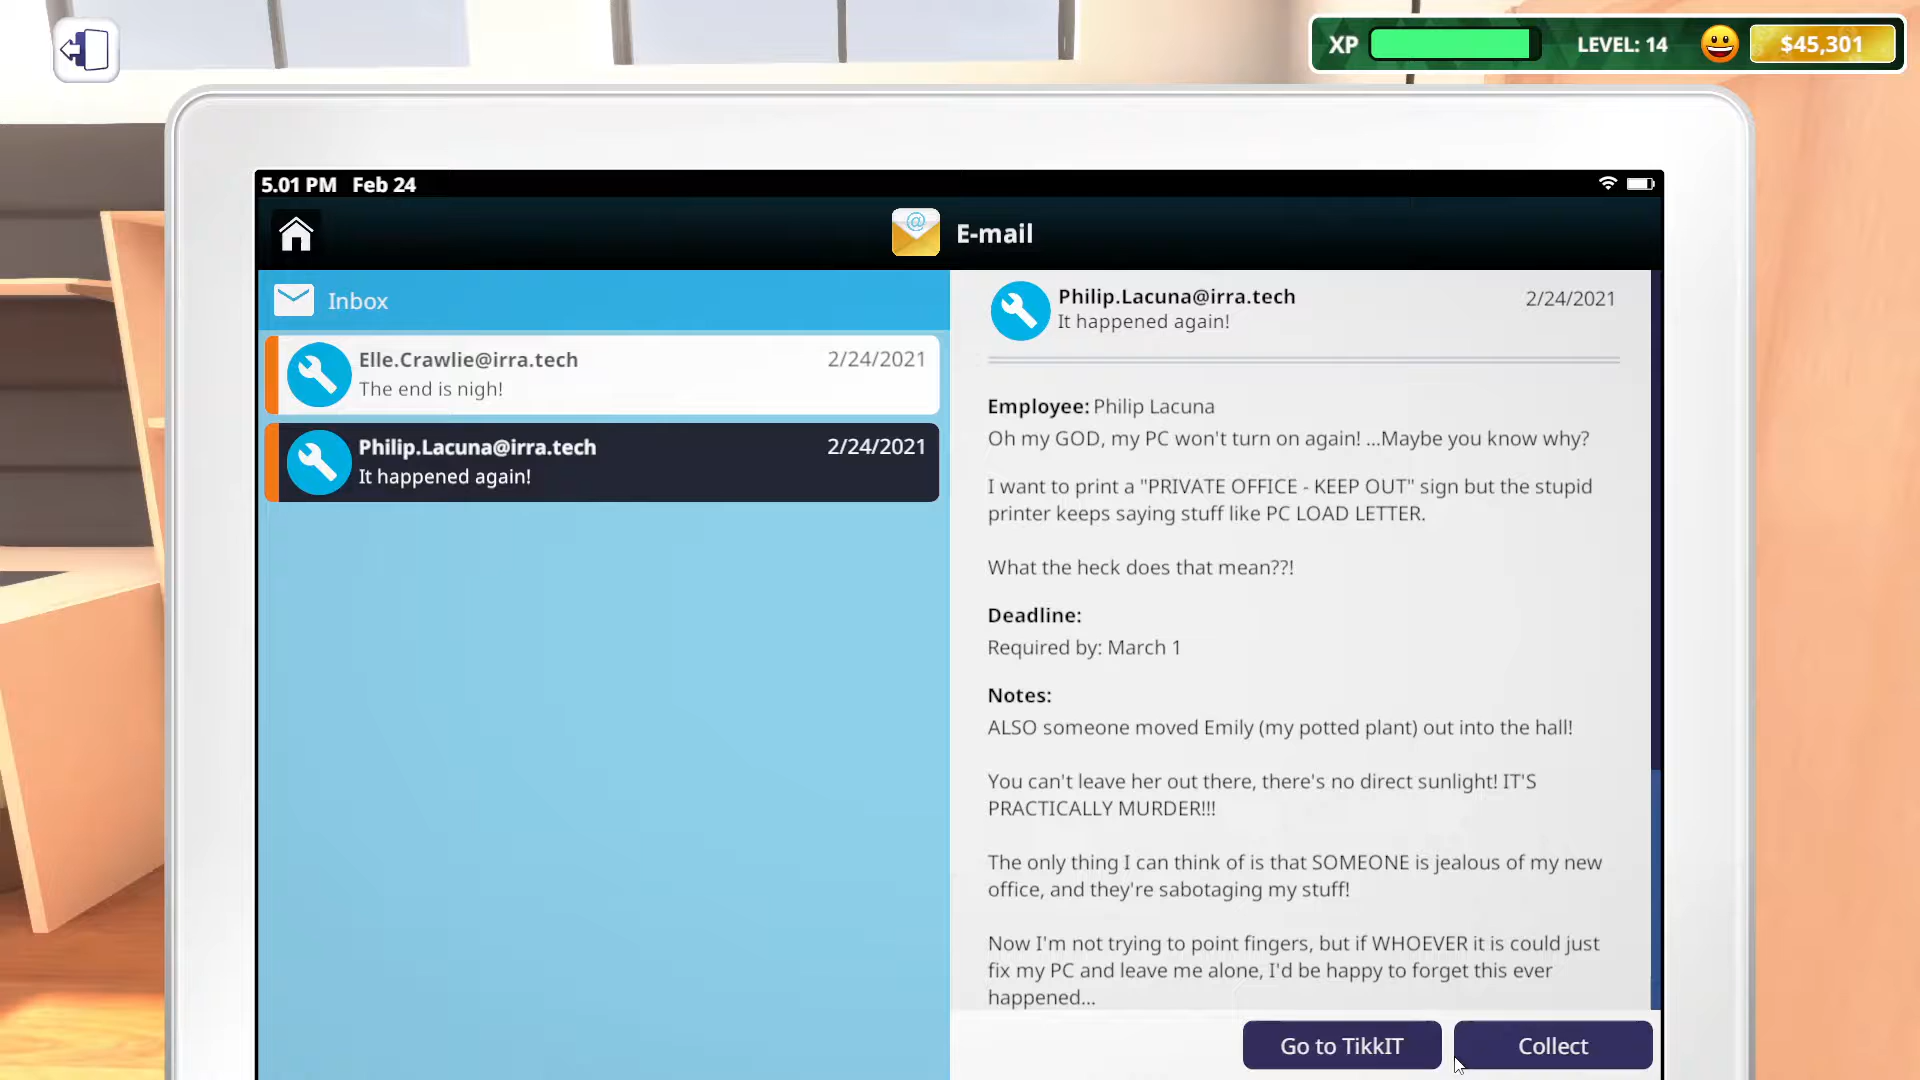 XP
LEVEL: 14
$45,301
5.01 PM Feb 24
E-mail
Inbox
Elle.Crawlie@irra.tech
2/24/2021
The end is nigh!
Philip.Lacuna@irra.tech
2/24/2021
It happened again!
Philip.Lacuna@irra.tech
2/24/2021
It happened again!
Employee: Philip Lacuna
Oh my GOD, my PC won't turn on again! ...Maybe you know why?
I want to print a "PRIVATE OFFICE - KEEP OUT" sign but the stupid
printer keeps saying stuff like PC LOAD LETTER.
What the heck does that mean??!
Deadline:
Required by: March 1
Notes:
ALSO someone moved Emily (my potted plant) out into the hall!
You can't leave her out there, there's no direct sunlight! IT'S
PRACTICALLY MURDER!!!
The only thing I can think of is that SOMEONE is jealous of my new
office, and they're sabotaging my stuff!
Now I'm not trying to point fingers, but if WHOEVER it is could just
fix my PC and leave me alone, I'd be happy to forget this ever
happened...
Go to TikkIT
Collect